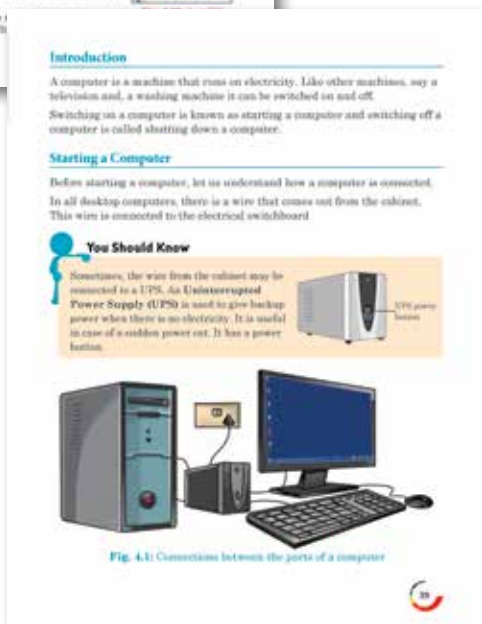 Introduction
A computer is a machine that runs on electricity. Like other machines, say a
television and, a washing machine it can be switched on and off.
Switching on a computer is known as starting a computer and switching off a
computer is called shutting down a computer.
Starting a Computer
Before starting a computer, let us understand how a computer is connected.
In all desktop computers, there is a wire that comes out from the cabinet.
This wire is connected to the electrical switchboard
You Should Know
Sometimes, the wire from the cabinet may be
connected to a UPS. An Uninterrupted
Power Supply (UPS) is used to give backup
power when there is no electricity. It is useful
in case of a sudden power cut. It has a power
button.
UPS power
button
Fig. 4.1: Connections between the parts of a computer